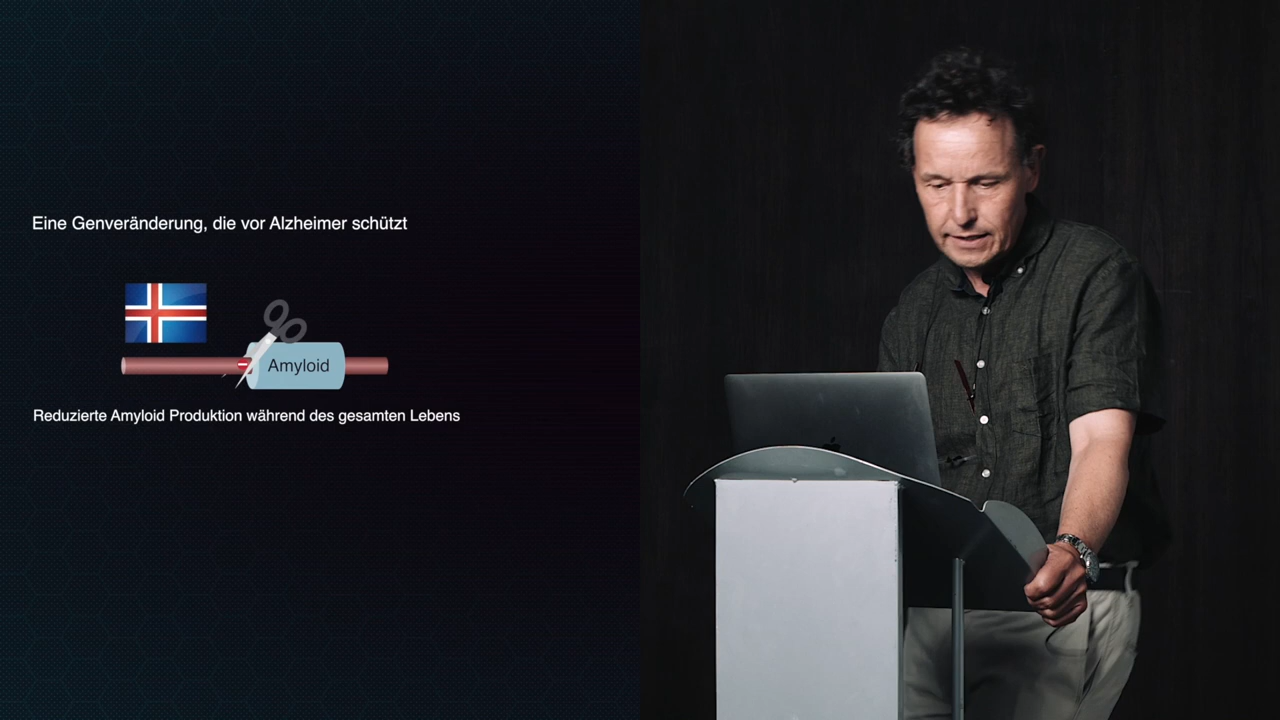 Eine Genveränderung, die vor Alzheimer schützt
Amyloid
Reduzierte Amyloid Produktion während des gesamten Lebens